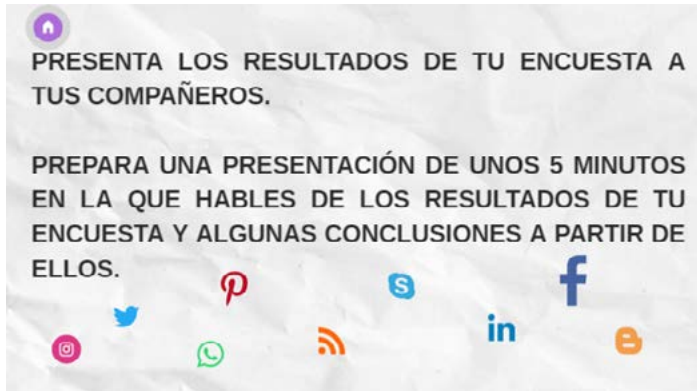 PRESENTA LOS RESULTADOS DE TU ENCUESTA A
TUS COMPAÑEROS.
PREPARA UNA PRESENTACIÓN DE UNOS 5 MINUTOS
EN LA QUE HABLES DE LOS RESULTADOS DE TU
ENCUESTA Y ALGUNAS CONCLUSIONES A PARTIR DE
ELLOS.